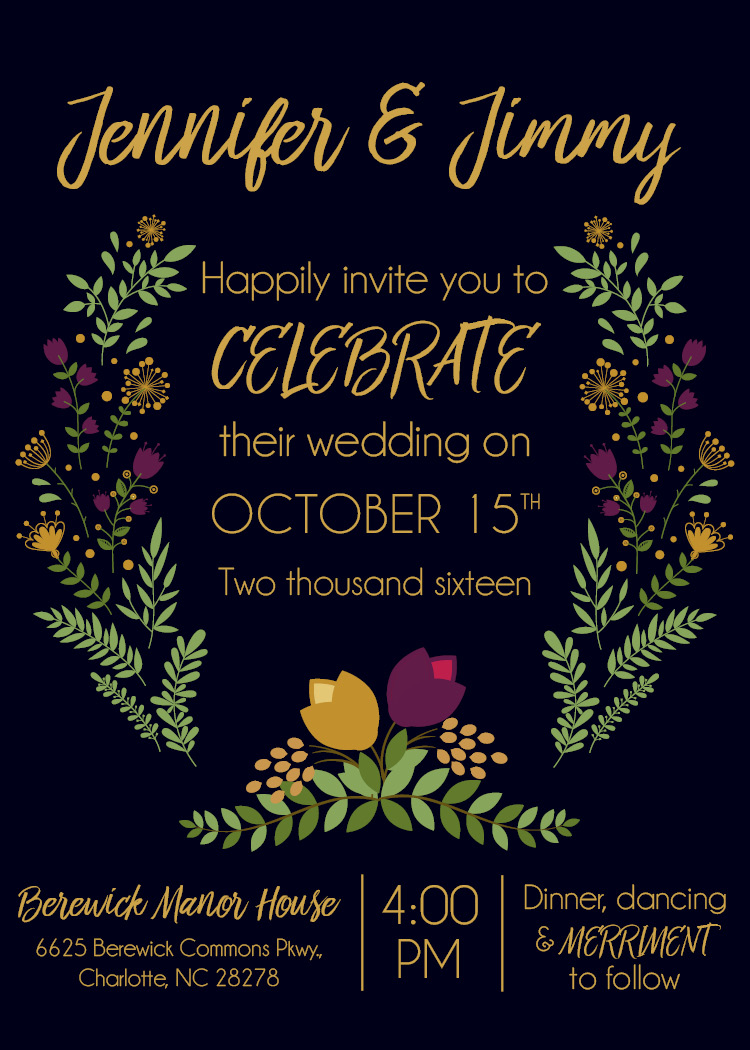 Jennifer & Jimmy
Happily invite you to
CELEBRATE
their wedding on
OCTOBER 15TH
Two thousand sixteen
Berewick Manor House
6625 Berewick Commons Pkwy.,
Charlotte, NC 28278
4:00
PM
Dinner, dancing
& MERRIMENT
to follow